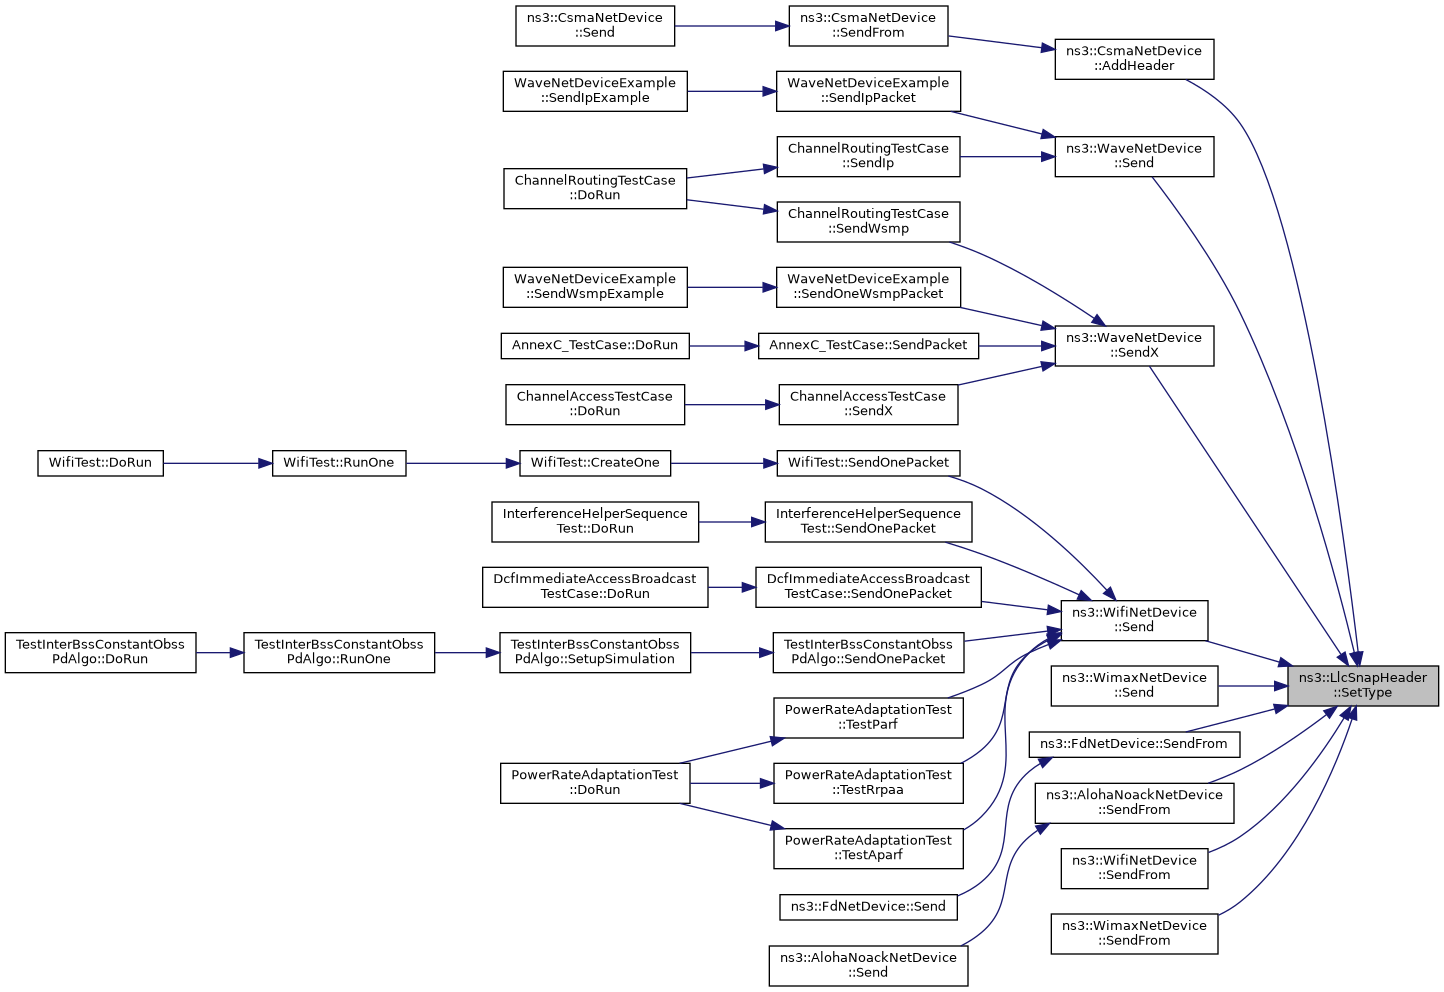 ns3::CsmaNetDevice
::Send
ns3::CsmaNetDevice
::SendFrom
ns3::CsmaNetDevice
::AddHeader
WaveNetDeviceExample
::SendIpExample
WaveNetDeviceExample
::SendIpPacket
ns3::WaveNetDevice
::Send
ChannelRoutingTestCase
::SendIp
ChannelRoutingTestCase
::DoRun
ChannelRoutingTestCase
::SendWsmp
WaveNetDeviceExample
::SendWsmpExample
WaveNetDeviceExample
::SendOneWsmpPacket
ns3::WaveNetDevice
::SendX
AnnexC_TestCase::DoRun
AnnexC_TestCase::SendPacket
ChannelAccessTestCase
::DoRun
ChannelAccessTestCase
::SendX
WifiTest::DoRun
WifiTest::RunOne
WifiTest::CreateOne
WifiTest::SendOnePacket
InterferenceHelperSequence
Test::DoRun
InterferenceHelperSequence
Test::SendOnePacket
DcfImmediateAccessBroadcast
TestCase::DoRun
DcfImmediateAccessBroadcast
TestCase::SendOnePacket
ns3::WifiNetDevice
::Send
TestInterBssConstantObss
PdAlgo::DoRun
TestInterBssConstantObss
PdAlgo::RunOne
TestInterBssConstantObss
PdAlgo::SetupSimulation
TestInterBssConstantObss
PdAlgo::SendOnePacket
ns3::WimaxNetDevice
::Send
ns3::LlcSnapHeader
::SetType
PowerRateAdaptationTest
::TestParf
ns3::FdNetDevice::SendFrom
PowerRateAdaptationTest
::DoRun
PowerRateAdaptationTest
::TestRrpaa
ns3::AlohaNoackNetDevice
::SendFrom
PowerRateAdaptationTest
::TestAparf
ns3::WifiNetDevice
::SendFrom
ns3::FdNetDevice::Send
ns3::WimaxNetDevice
::SendFrom
ns3::AlohaNoackNetDevice
::Send